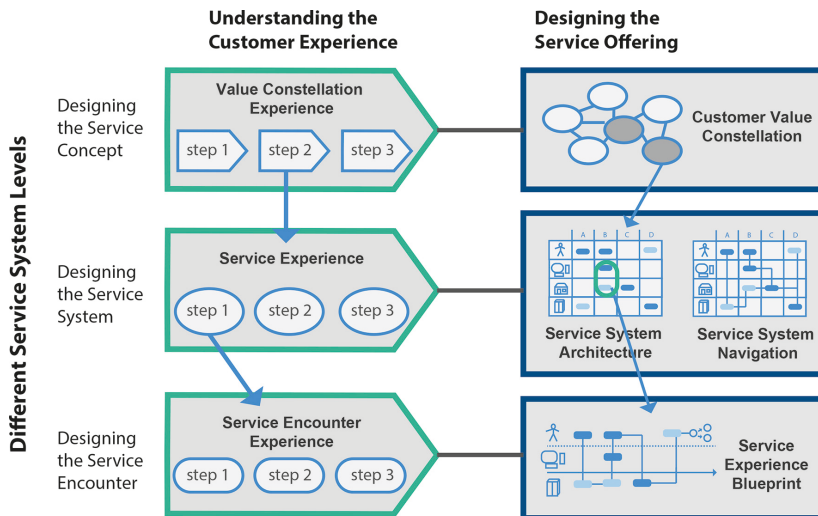 Understanding the
Customer Experience
Designing the
Service Offering
Different Service System Levels
Designing
the Service
Concept
Value Constellation
Experience
step 1
step 2
step 3
Customer Value
Constellation
Designing
the Service
System
Service Experience
step 1
step 2
step 3
A B C D
Service System
Architecture
A B C D
Service System
Navigation
Designing
the Service
Encounter
Service Encounter
Experience
step 1
step 2
step 3
Service
Experience
Blueprint